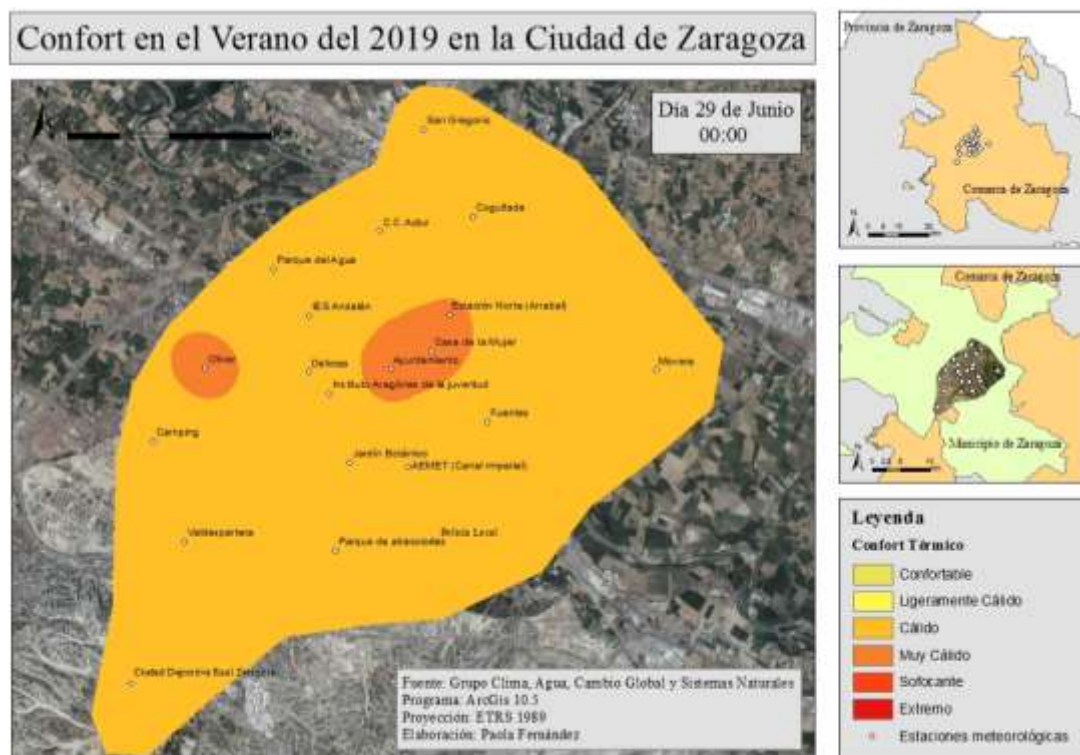 Confort en el Verano del 2019 en la Ciudad de Zaragoza
Día 29 de Junio
00:00
San Gregorio
Cogullada
C.C. Actur
Parque del Agua
Estación Norte (Arrabal)
IES Avempace
Casa de la Mujer
Oliver
Delicias
Ayuntamiento
Movera
Instituto Aragonés de la juventud
Fuentes
Camping
Jardín Botánico
AEMET (Canal Imperial)
Valdespartera
Parque de atracciones
Policía Local
Ciudad Deportiva Real Zaragoza
Fuente: Grupo Clima, Agua, Cambio Global y Sistemas Naturales
Programa: ArcGis 10.5
Proyección: ETRS 1989
Elaboración: Paola Fernández
Provincia de Zaragoza
Comarca de Zaragoza
N
Comarca de Zaragoza
Municipio de Zaragoza
N
Leyenda
Confort Térmico
Confortable
Ligeramente Cálido
Cálido
Muy Cálido
Sofocante
Extremo
Estaciones meteorológicas